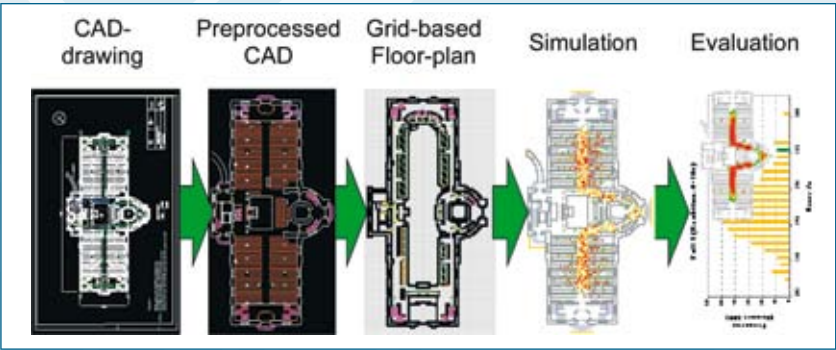 CAD-
drawing
Preprocessed
CAD
Grid-based
Floor-plan
Simulation
Evaluation